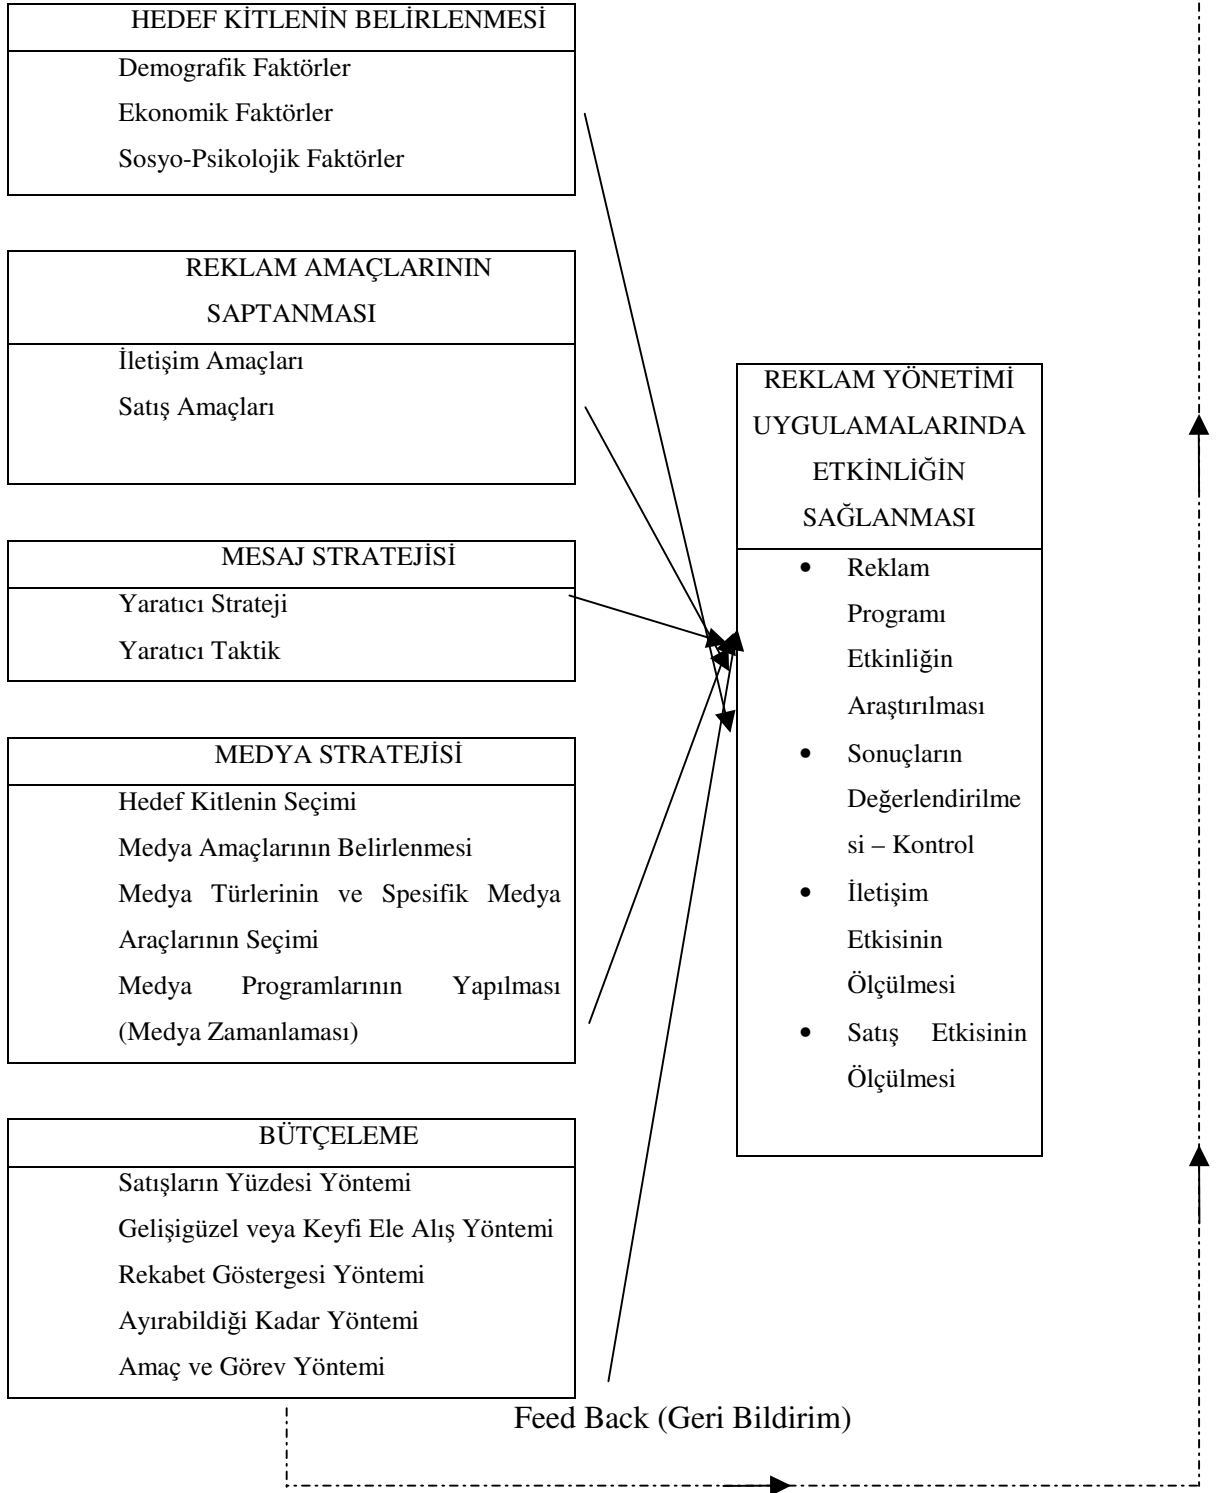 HEDEF KİTLENİN BELİRLENMESİ
Demografik Faktörler
Ekonomik Faktörler
Sosyo-Psikolojik Faktörler
REKLAM AMAÇLARININ
SAPTANMASI
İletişim Amaçları
Satış Amaçları
MESAJ STRATEJİSİ
Yaratıcı Strateji
Yaratıcı Taktik
MEDYA STRATEJİSİ
Hedef Kitlenin Seçimi
Medya Amaçlarının Belirlenmesi
Medya Türlerinin ve Spesifik Medya
Araçlarının Seçimi
Medya Programlarının Yapılması
(Medya Zamanlaması)
BÜTÇELEME
Satışların Yüzdesi Yöntemi
Gelişigüzel veya Keyfi Ele Alış Yöntemi
Rekabet Göstergesi Yöntemi
Ayırabildiği Kadar Yöntemi
Amaç ve Görev Yöntemi
REKLAM YÖNETİMİ
UYGULAMALARINDA
ETKİNLİĞİN
SAĞLANMASI
• Reklam
Programı
Etkinliğin
Araştırılması
• Sonuçların
Değerlendirilme
si – Kontrol
• İletişim
Etkisinin
Ölçülmesi
• Satış Etkisinin
Ölçülmesi
Feed Back (Geri Bildirim)